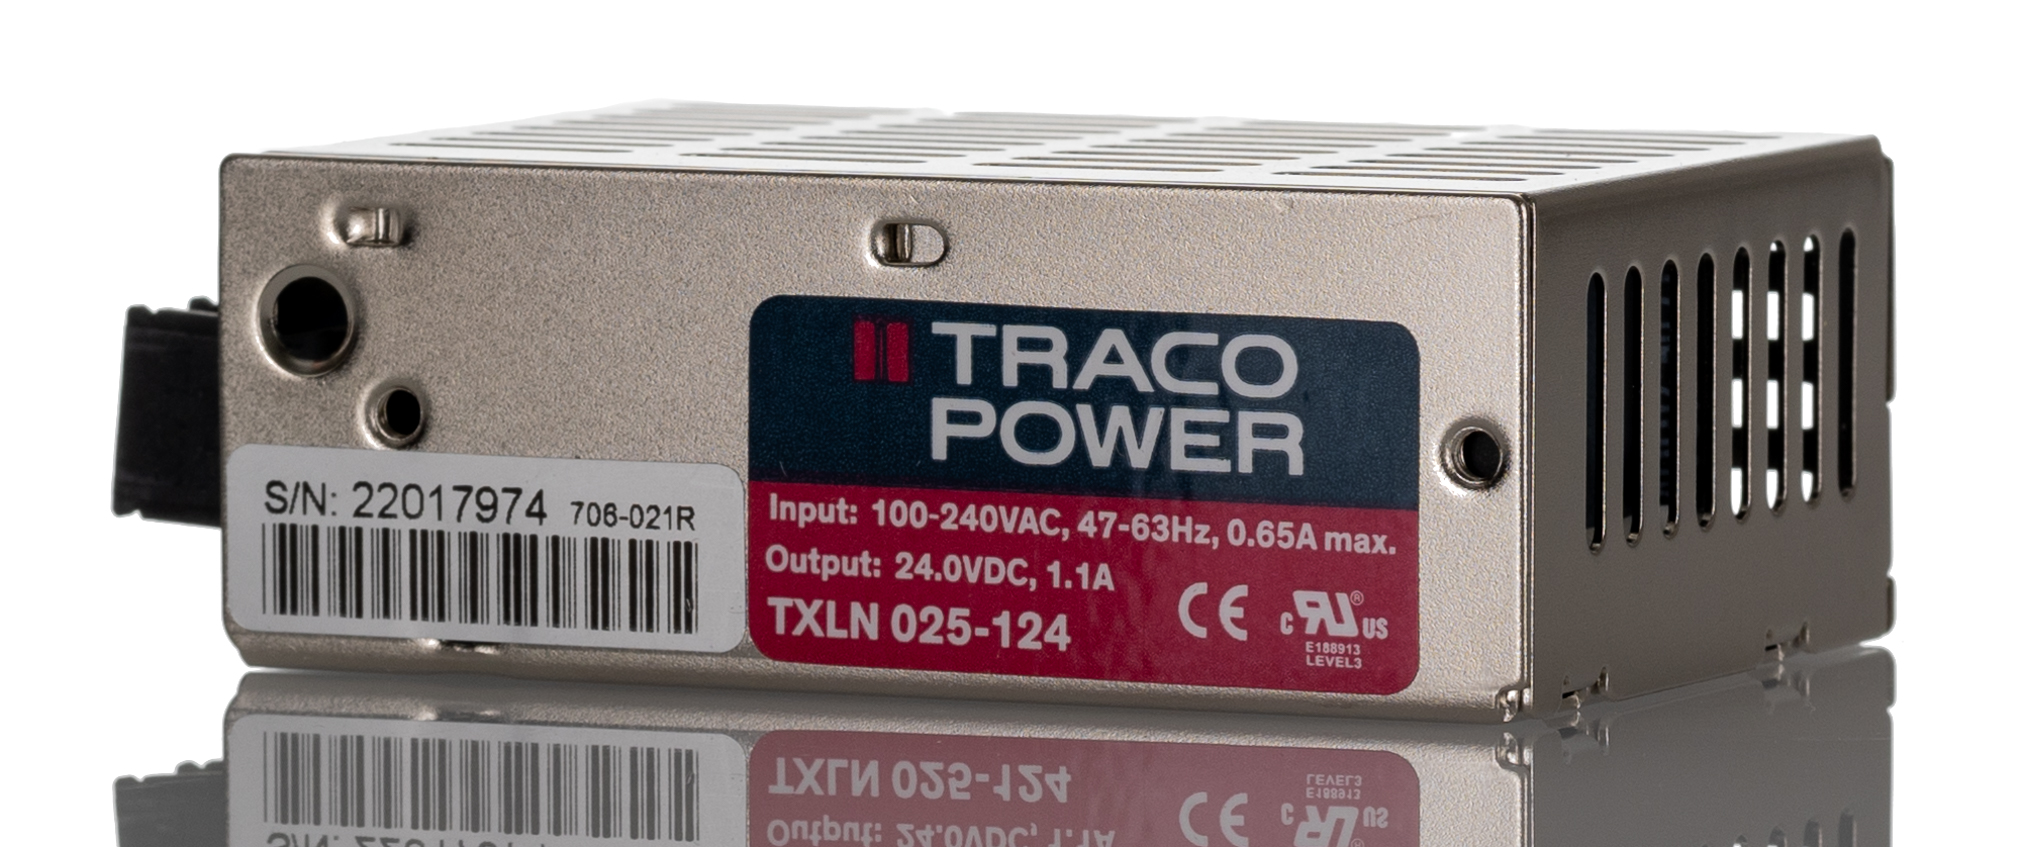 TRACO
POWER
S/N: 22017974 706-021R
Input: 100-240VAC, 47-63Hz, 0.65A max.
Output: 24.0VDC, 1.1A
TXLN 025-124
CE
c RU ® US
E188913
LEVEL3